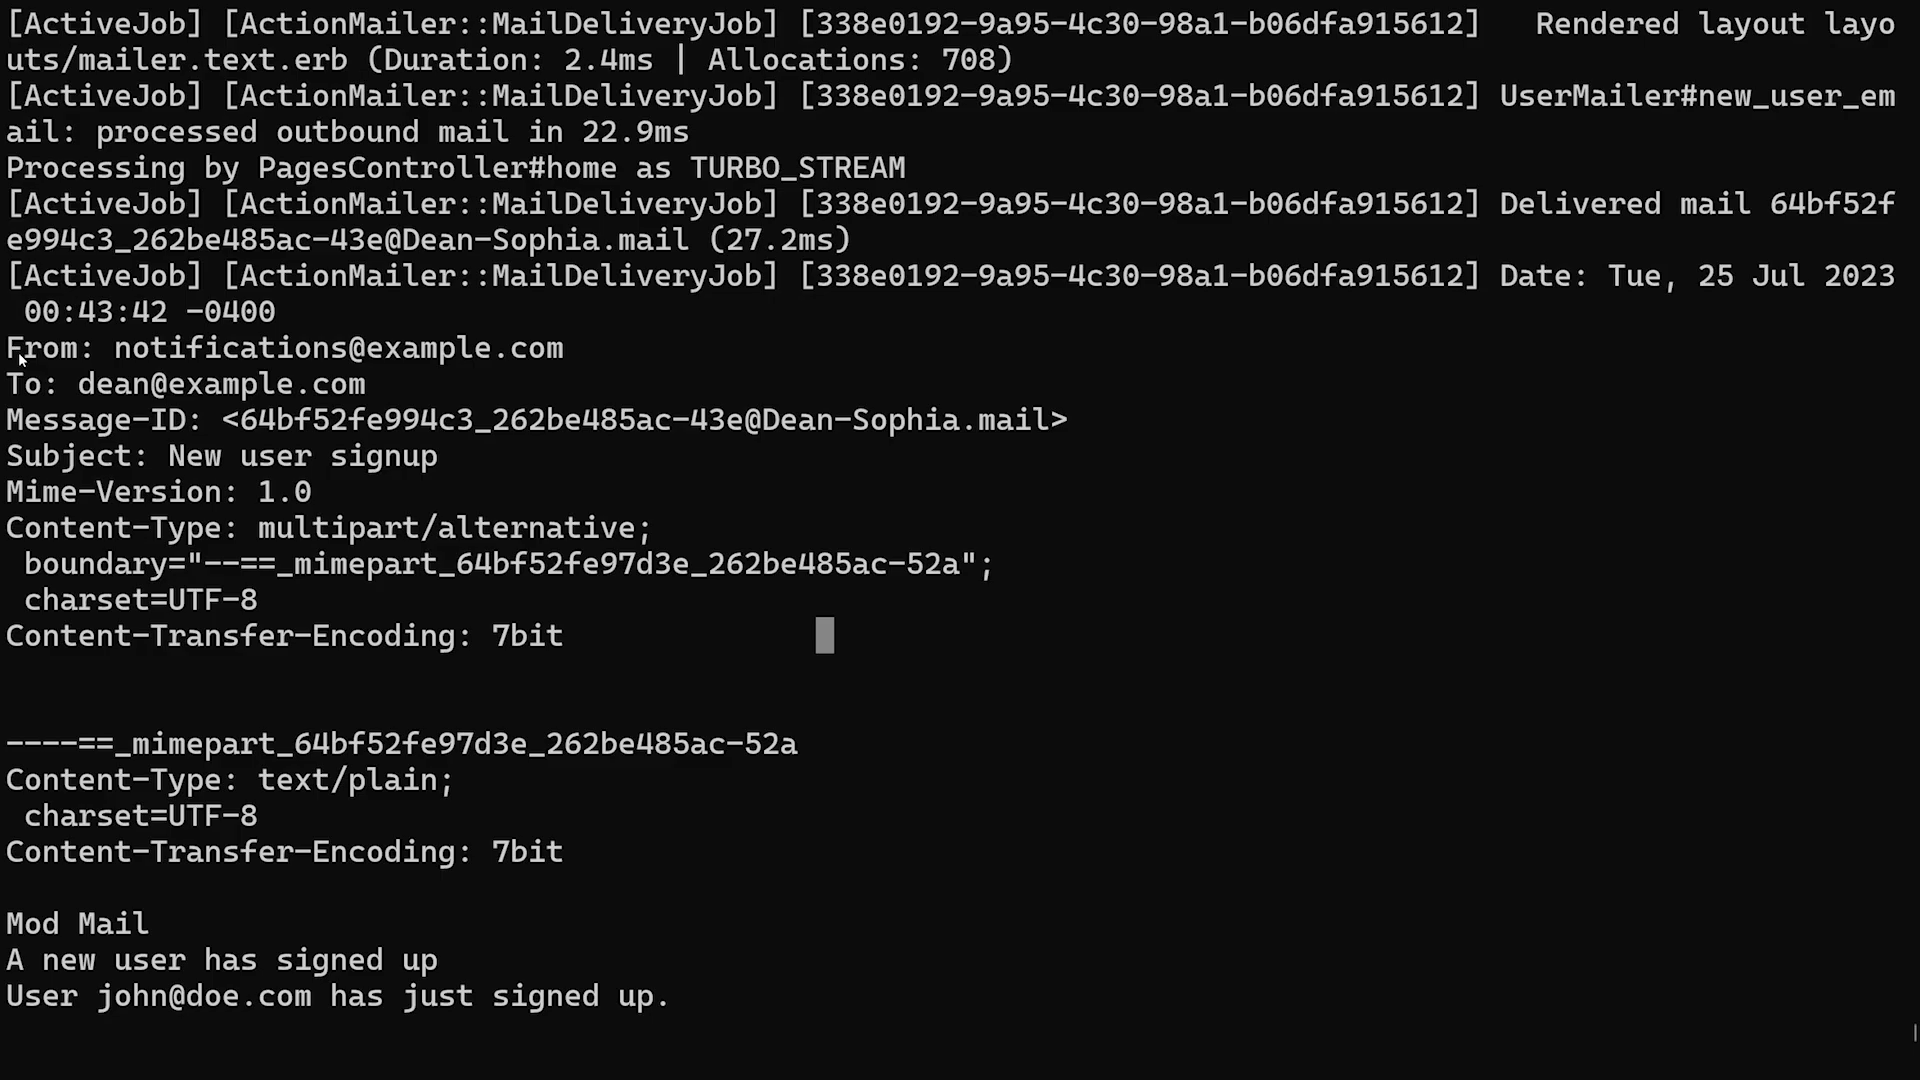 [ActiveJob] [ActionMailer::MailDeliveryJob] [338e0192-9a95-4c30-98a1-b06dfa915612]   Rendered layout layo
uts/mailer.text.erb (Duration: 2.4ms | Allocations: 708)
[ActiveJob] [ActionMailer::MailDeliveryJob] [338e0192-9a95-4c30-98a1-b06dfa915612] UserMailer#new_user_em
ail: processed outbound mail in 22.9ms
Processing by PagesController#home as TURBO_STREAM
[ActiveJob] [ActionMailer::MailDeliveryJob] [338e0192-9a95-4c30-98a1-b06dfa915612] Delivered mail 64bf52f
e994c3_262be485ac-43e@Dean-Sophia.mail (27.2ms)
[ActiveJob] [ActionMailer::MailDeliveryJob] [338e0192-9a95-4c30-98a1-b06dfa915612] Date: Tue, 25 Jul 2023
 00:43:42 -0400
From: notifications@example.com
To: dean@example.com
Message-ID: <64bf52fe994c3_262be485ac-43e@Dean-Sophia.mail>
Subject: New user signup
Mime-Version: 1.0
Content-Type: multipart/alternative;
 boundary="--==_mimepart_64bf52fe97d3e_262be485ac-52a";
 charset=UTF-8
Content-Transfer-Encoding: 7bit
----==_mimepart_64bf52fe97d3e_262be485ac-52a
Content-Type: text/plain;
 charset=UTF-8
Content-Transfer-Encoding: 7bit
Mod Mail
A new user has signed up
User john@doe.com has just signed up.